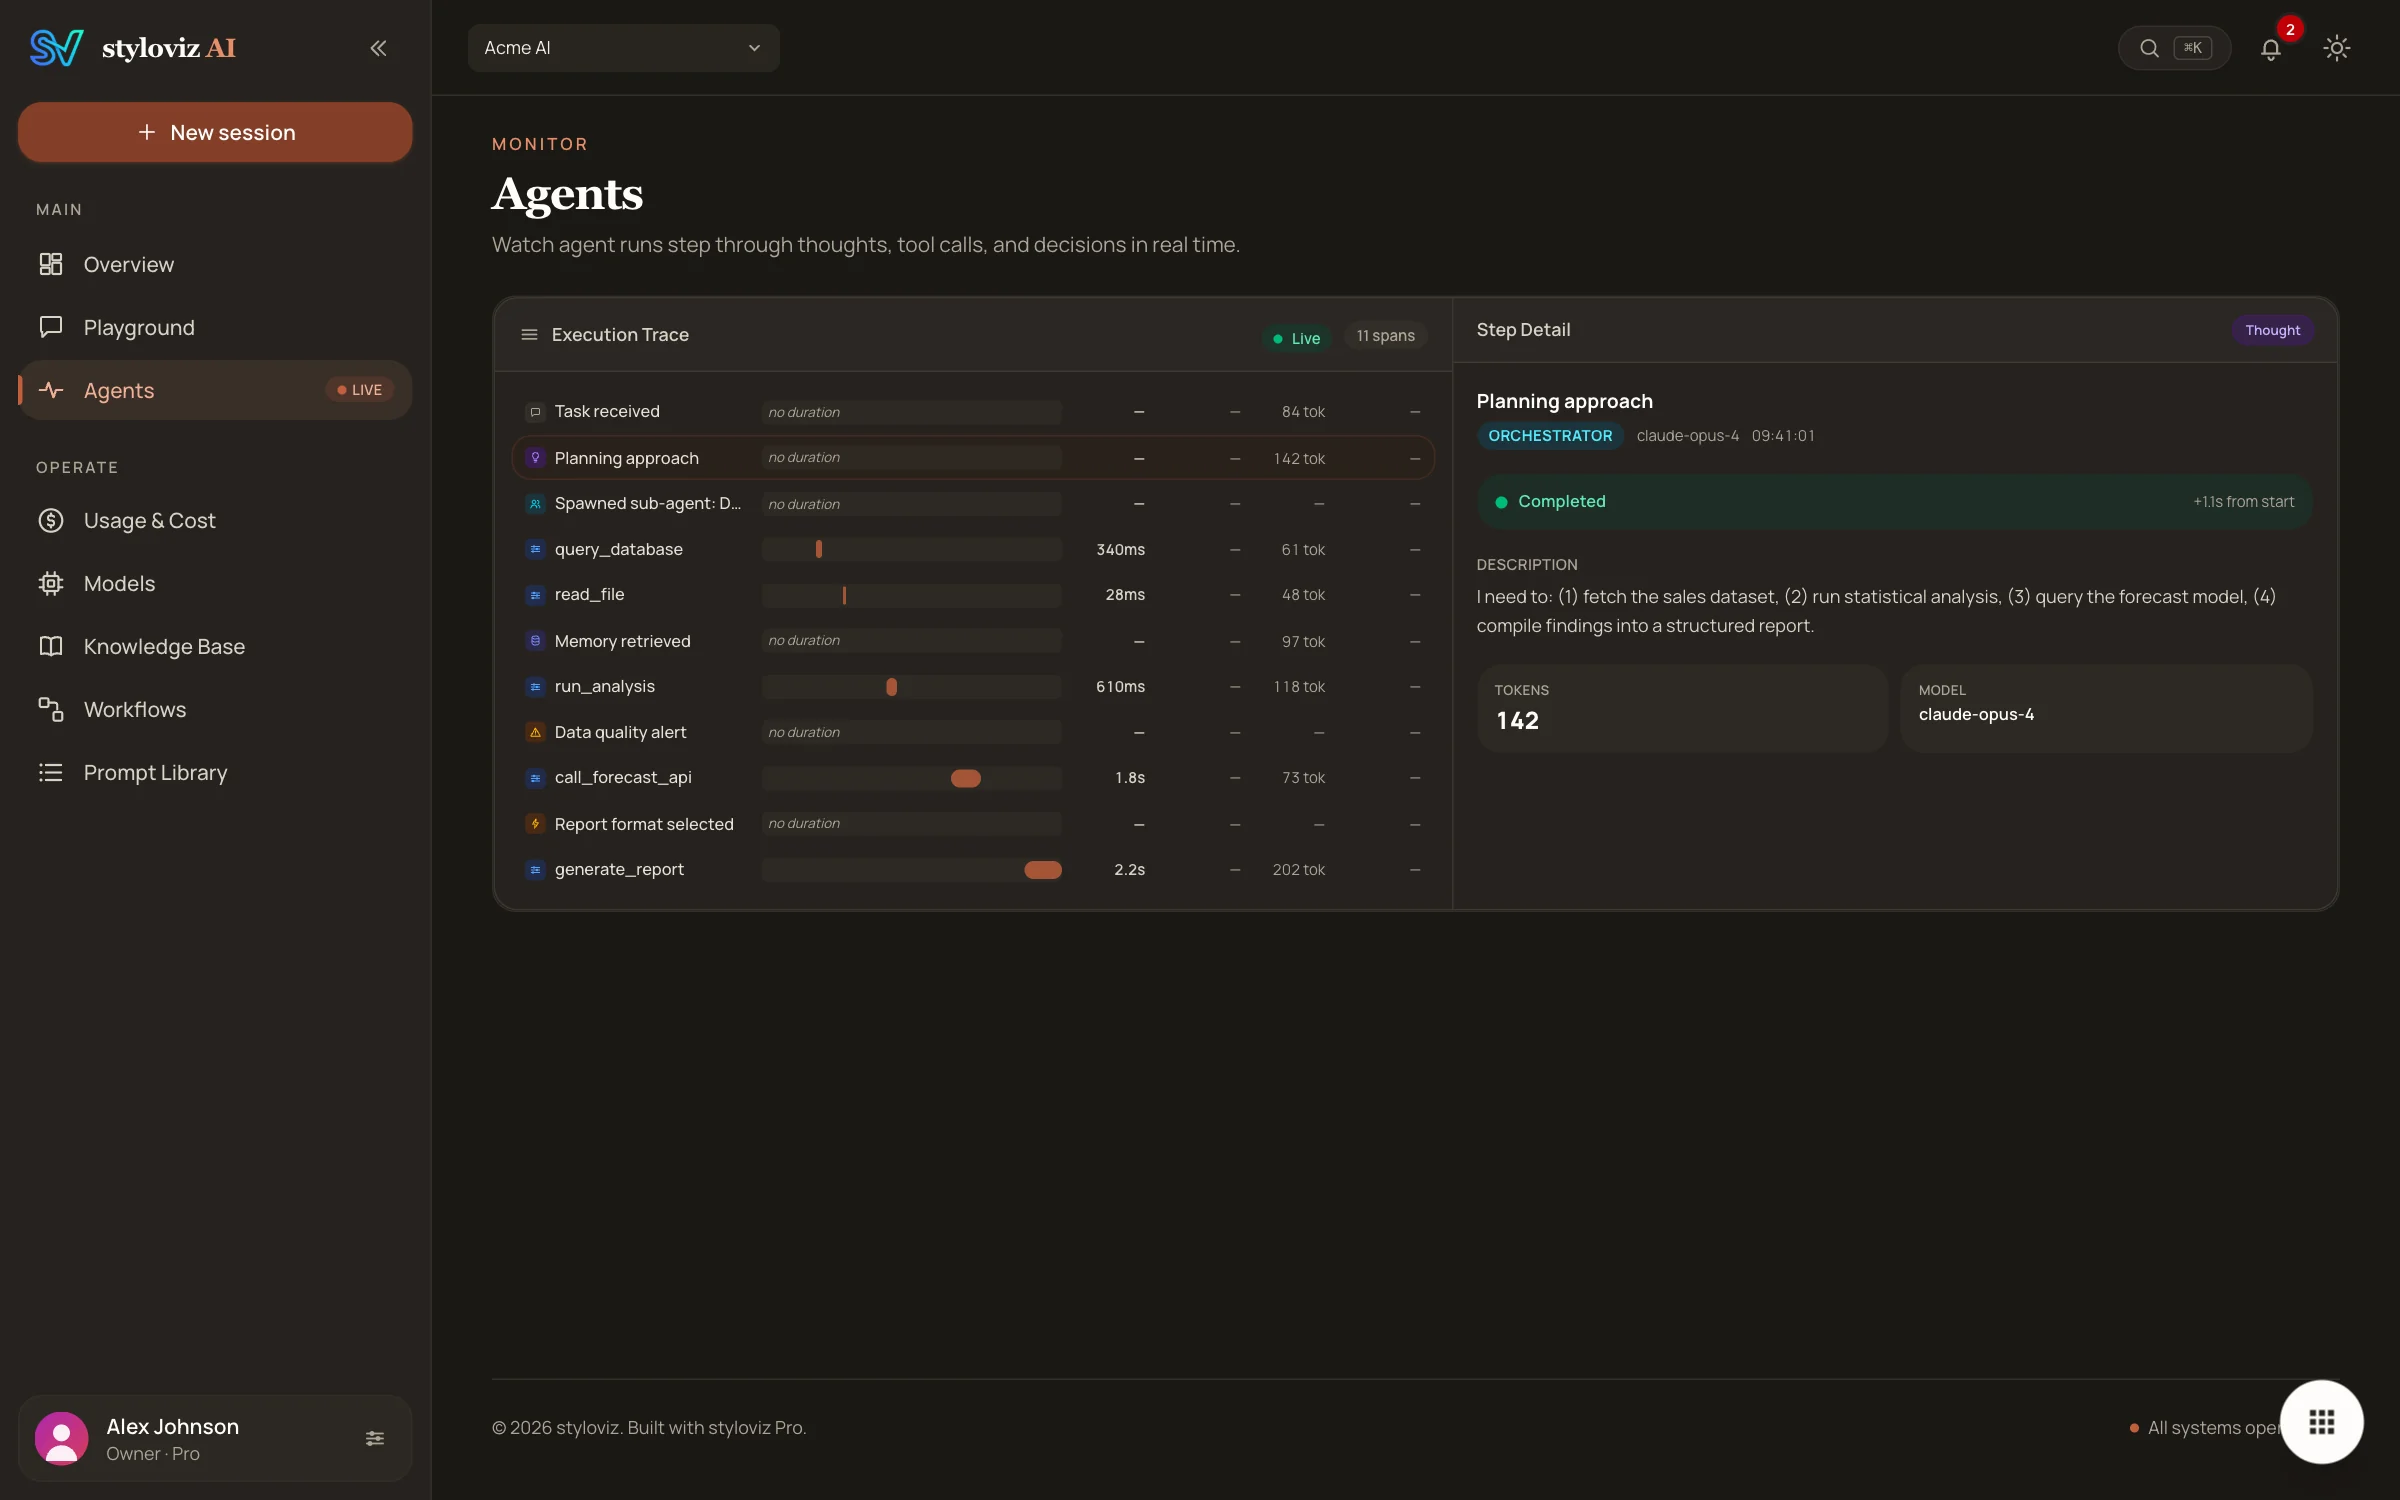 styloviz AI
New session
MAIN
Overview
Playground
Agents
LIVE
OPERATE
Usage & Cost
Models
Knowledge Base
Workflows
Prompt Library
Alex Johnson
Owner · Pro
Acme AI
⌘K
2
MONITOR
Agents
Watch agent runs step through thoughts, tool calls, and decisions in real time.
Execution Trace
Live
11 spans
Task received no duration — — 84 tok —
Planning approach no duration — — 142 tok —
Spawned sub-agent: D... no duration — — — —
query_database 340ms — 61 tok —
read_file 28ms — 48 tok —
Memory retrieved no duration — — 97 tok —
run_analysis 610ms — 118 tok —
Data quality alert no duration — — — —
call_forecast_api 1.8s — 73 tok —
Report format selected no duration — — — —
generate_report 2.2s — 202 tok —
Step Detail
Thought
Planning approach
ORCHESTRATOR claude-opus-4 09:41:01
Completed +1.1s from start
DESCRIPTION
I need to: (1) fetch the sales dataset, (2) run statistical analysis, (3) query the forecast model, (4)
compile findings into a structured report.
TOKENS
142
MODEL
claude-opus-4
© 2026 styloviz. Built with styloviz Pro.
All systems oper